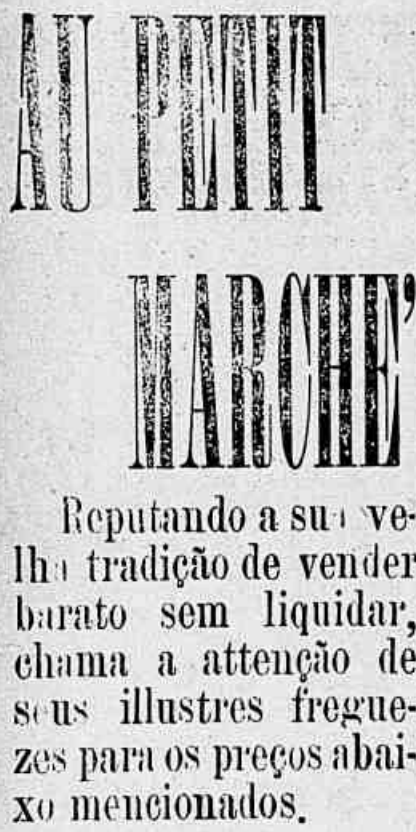 AU PETIT
MARCHE'
Reputando a sua ve-
lha tradição de vender
barato sem liquidar,
chama a attenção de
seus illustres fregue-
zes para os preços abai-
xo mencionados.